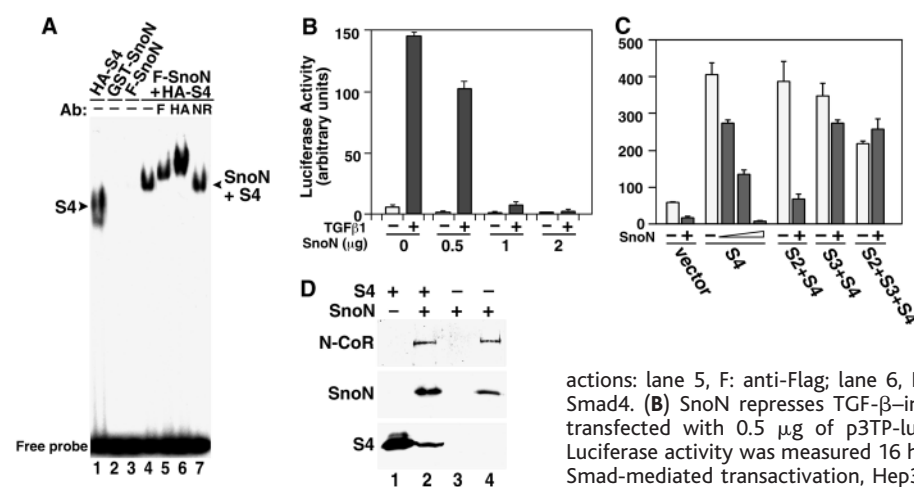 A
HA-S4
GST-SnoN
F-SnoN
F-SnoN
+HA-S4
Ab: – – – – F HA NR
S4
SnoN
+ S4
Free probe
1 2 3 4 5 6 7
B
Luciferase Activity
(arbitrary units)
150
100
50
0
TGFβ1 – + – + – + – +
SnoN (μg) 0 0.5 1 2
C
500
400
300
200
100
0
SnoN – + – – + – + – +
vector
S4
S2+S4
S3+S4
S2+S3+S4
D
S4 + + – –
SnoN – + + +
N-CoR
SnoN
S4
1 2 3 4
actions: lane 5, F: anti-Flag; lane 6, 
Smad4. (B) SnoN represses TGF-β–in
transfected with 0.5 μg of p3TP-lu
Luciferase activity was measured 16 h
Smad-mediated transactivation, Hep3